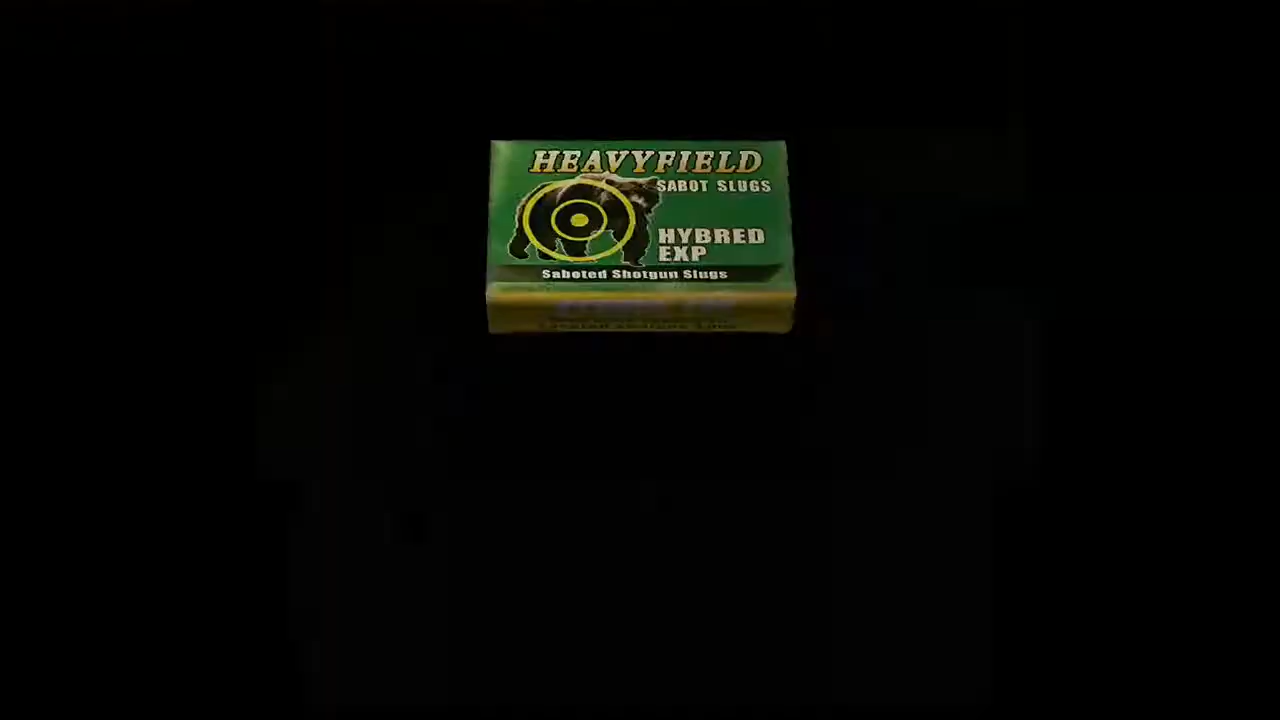 HEAVYFIELD
SABOT SLUGS
HYBRED
EXP
Saboted Shotgun Slugs